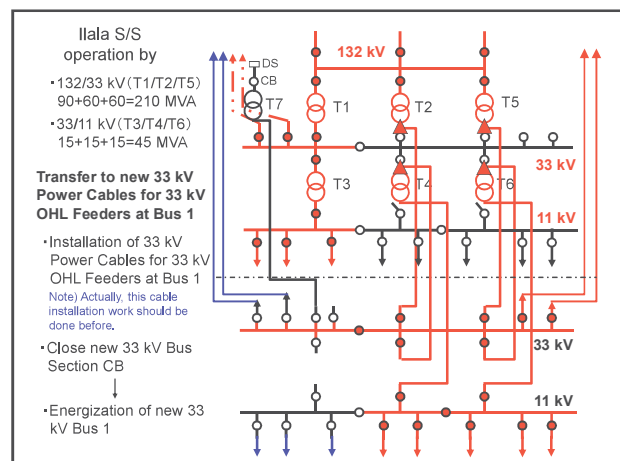 Ilala S/S
operation by
・132/33 kV(T1/T2/T5)
90+60+60=210 MVA
・33/11 kV(T3/T4/T6)
15+15+15=45 MVA
Transfer to new 33 kV
Power Cables for 33 kV
OHL Feeders at Bus 1
・Installation of 33 kV
Power Cables for 33 kV
OHL Feeders at Bus 1
Note) Actually, this cable
installation work should be
done before.
・Close new 33 kV Bus
Section CB
・Energization of new 33
kV Bus 1
132 kV
DS
CB
T7
T1
T2
T5
33 kV
T3
T4
T6
11 kV
33 kV
11 kV